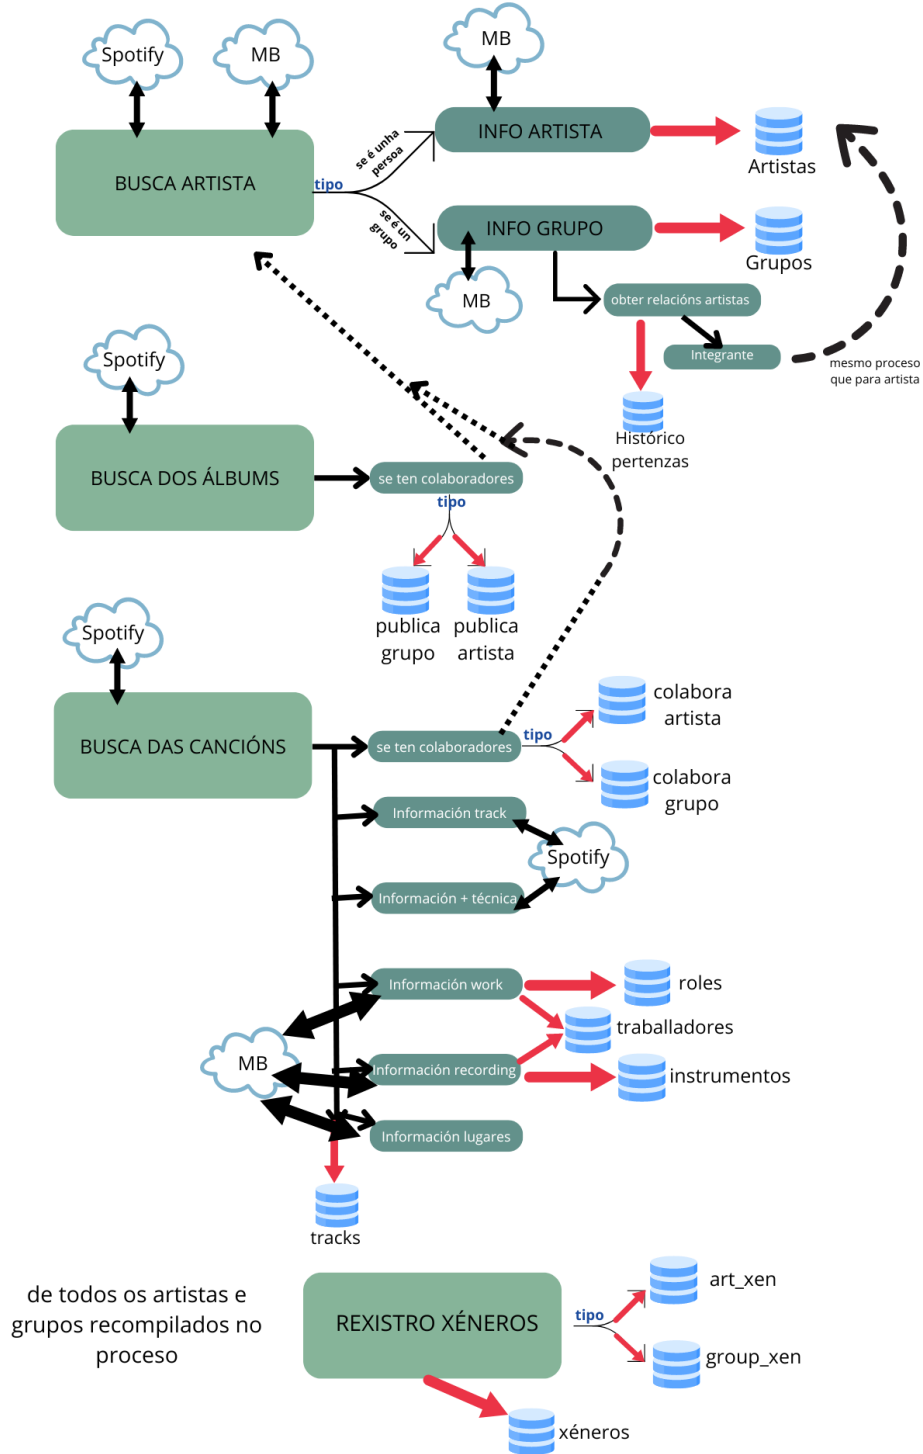 Spotify
MB
MB
BUSCA ARTISTA
tipo
se é unha
persoa
se é un
grupo
INFO ARTISTA
Artistas
INFO GRUPO
Grupos
MB
obter relacións artistas
Integrante
mesmo proceso
que para artista
Histórico
pertenzas
Spotify
BUSCA DOS ÁLBUMS
se ten colaboradores
tipo
publica
grupo
publica
artista
Spotify
BUSCA DAS CANCIÓNS
se ten colaboradores
tipo
colabora
artista
colabora
grupo
Información track
Spotify
Información + técnica
Información work
roles
traballadores
MB
Información recording
instrumentos
Información lugares
tracks
de todos os artistas e
grupos recompilados no
proceso
REXISTRO XÉNEROS
tipo
art_xen
group_xen
xéneros